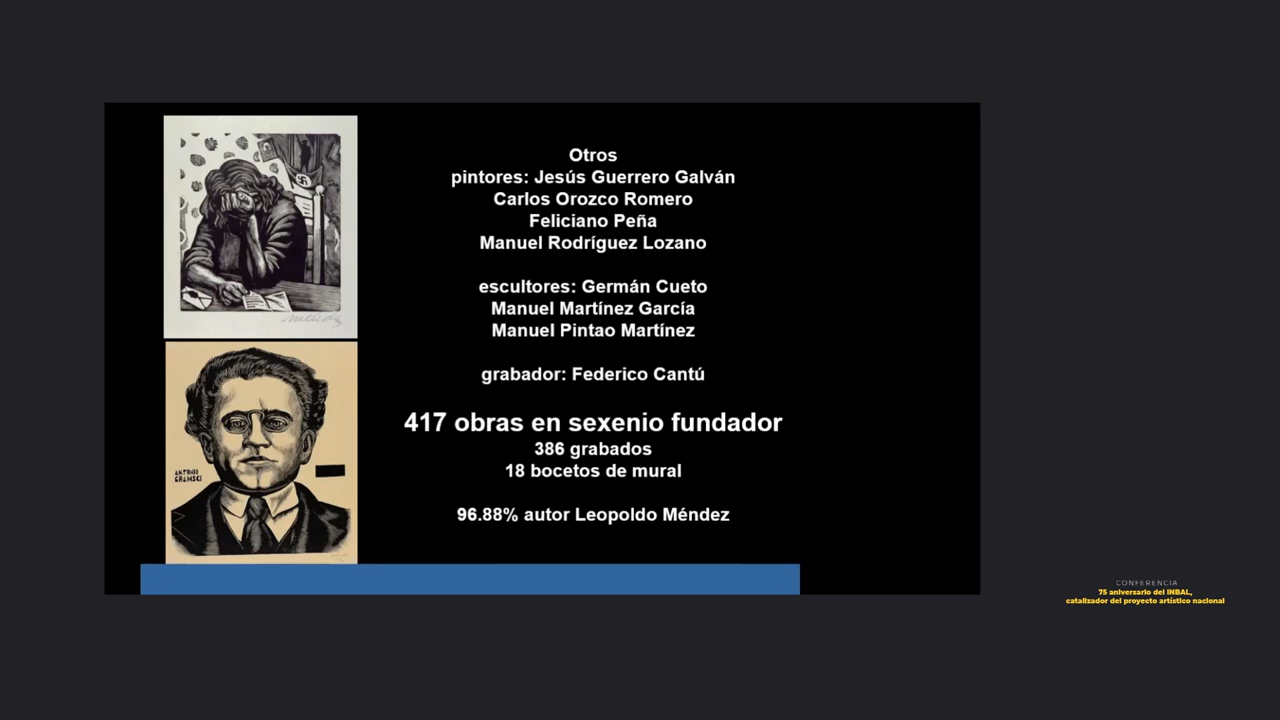 Otros
pintores: Jesús Guerrero Galván
Carlos Orozco Romero
Feliciano Peña
Manuel Rodríguez Lozano
escultores: Germán Cueto
Manuel Martínez García
Manuel Pintao Martínez
grabador: Federico Cantú
417 obras en sexenio fundador
386 grabados
18 bocetos de mural
96.88% autor Leopoldo Méndez
ANTONIO
GRAMSCI
CONFERENCIA
75 aniversario del INBAL,
catalizador del proyecto artístico nacional